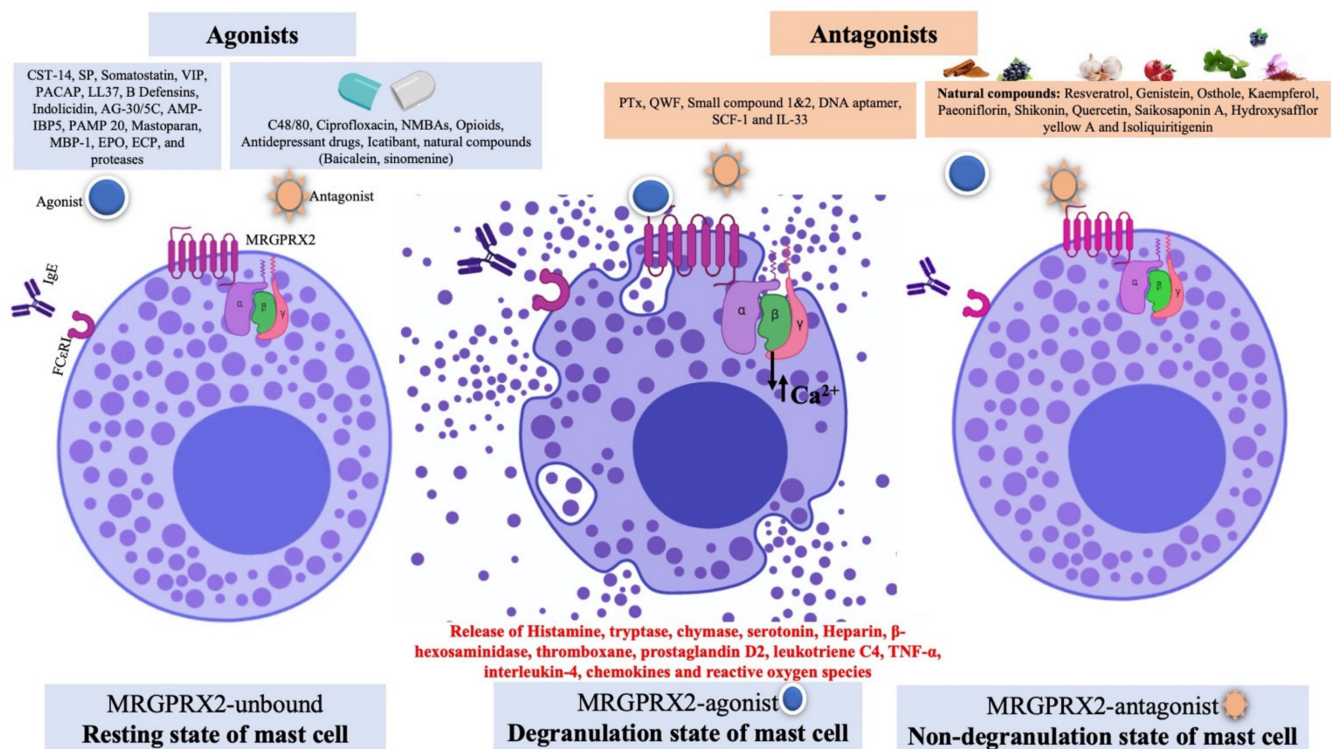 Agonists
Antagonists
CST-14, SP, Somatostatin, VIP,
PACAP, LL37, B Defensins,
Indolicidin, AG-30/5C, AMP-
IBP5, PAMP 20, Mastoparan,
MBP-1, EPO, ECP, and
proteases
C48/80, Ciprofloxacin, NMBAs, Opioids,
Antidepressant drugs, Icatibant, natural compounds
(Baicalein, sinomenine)
PTx, QWF, Small compound 1&2, DNA aptamer,
SCF-1 and IL-33
Natural compounds: Resveratrol, Genistein, Osthole, Kaempferol,
Paeoniflorin, Shikonin, Quercetin, Saikosaponin A, Hydroxysafflor
yellow A and Isoliquiritigenin
Agonist
Antagonist
MRGPRX2
IgE
FCεRI
α
β
γ
α
β
γ
Ca²⁺
α
β
γ
Release of Histamine, tryptase, chymase, serotonin, Heparin, β-
hexosaminidase, thromboxane, prostaglandin D2, leukotriene C4, TNF-α,
interleukin-4, chemokines and reactive oxygen species
MRGPRX2-unbound
Resting state of mast cell
MRGPRX2-agonist
Degranulation state of mast cell
MRGPRX2-antagonist
Non-degranulation state of mast cell